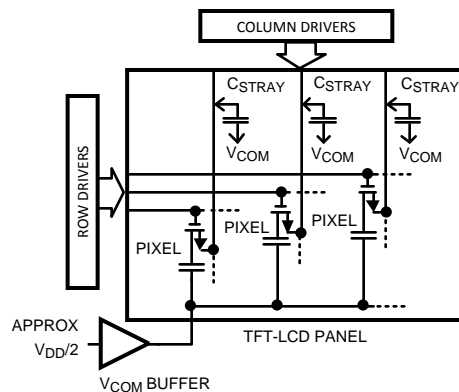 COLUMN DRIVERS
ROW DRIVERS
CSTRAY CSTRAY CSTRAY
VCOM VCOM VCOM
PIXEL PIXEL PIXEL
APPROX
VDD/2
TFT-LCD PANEL
VCOM BUFFER